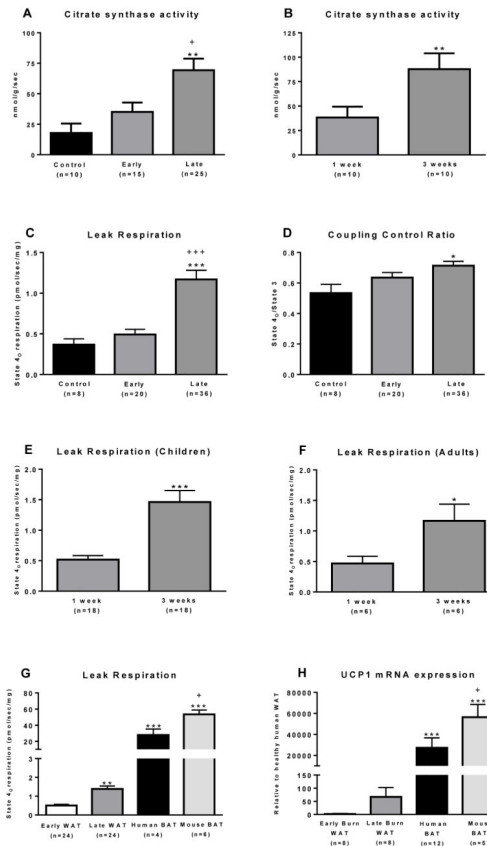 A
Citrate synthase activity
nmol/g/sec
100
75
50
25
0
Control
(n=10)
Early
(n=15)
Late
(n=25)
+
**
B
Citrate synthase activity
nmol/g/sec
125
100
75
50
25
0
1 week
(n=10)
3 weeks
(n=10)
**
C
Leak Respiration
State 4O respiration (pmol/sec/mg)
1.5
1.0
0.5
0.0
Control
(n=8)
Early
(n=20)
Late
(n=36)
+++
***
D
Coupling Control Ratio
State 4O/State 3
0.8
0.6
0.4
0.2
0.0
Control
(n=8)
Early
(n=20)
Late
(n=36)
*
E
Leak Respiration (Children)
State 4O respiration (pmol/sec/mg)
2.0
1.5
1.0
0.5
0.0
1 week
(n=18)
3 weeks
(n=18)
***
F
Leak Respiration (Adults)
State 4O respiration (pmol/sec/mg)
2.0
1.5
1.0
0.5
0.0
1 week
(n=6)
3 weeks
(n=6)
*
G
Leak Respiration
State 4O respiration (pmol/sec/mg)
60
40
20
3
2
1
0
Early WAT
(n=24)
Late WAT
(n=24)
Human BAT
(n=4)
Mouse BAT
(n=6)
**
***
+
***
H
UCP1 mRNA expression
Relative to healthy human WAT
80000
60000
40000
20000
150
100
50
0
Early Burn
WAT
(n=8)
Late Burn
WAT
(n=8)
Human
BAT
(n=12)
Mous
BAT
(n=5
***
+
***